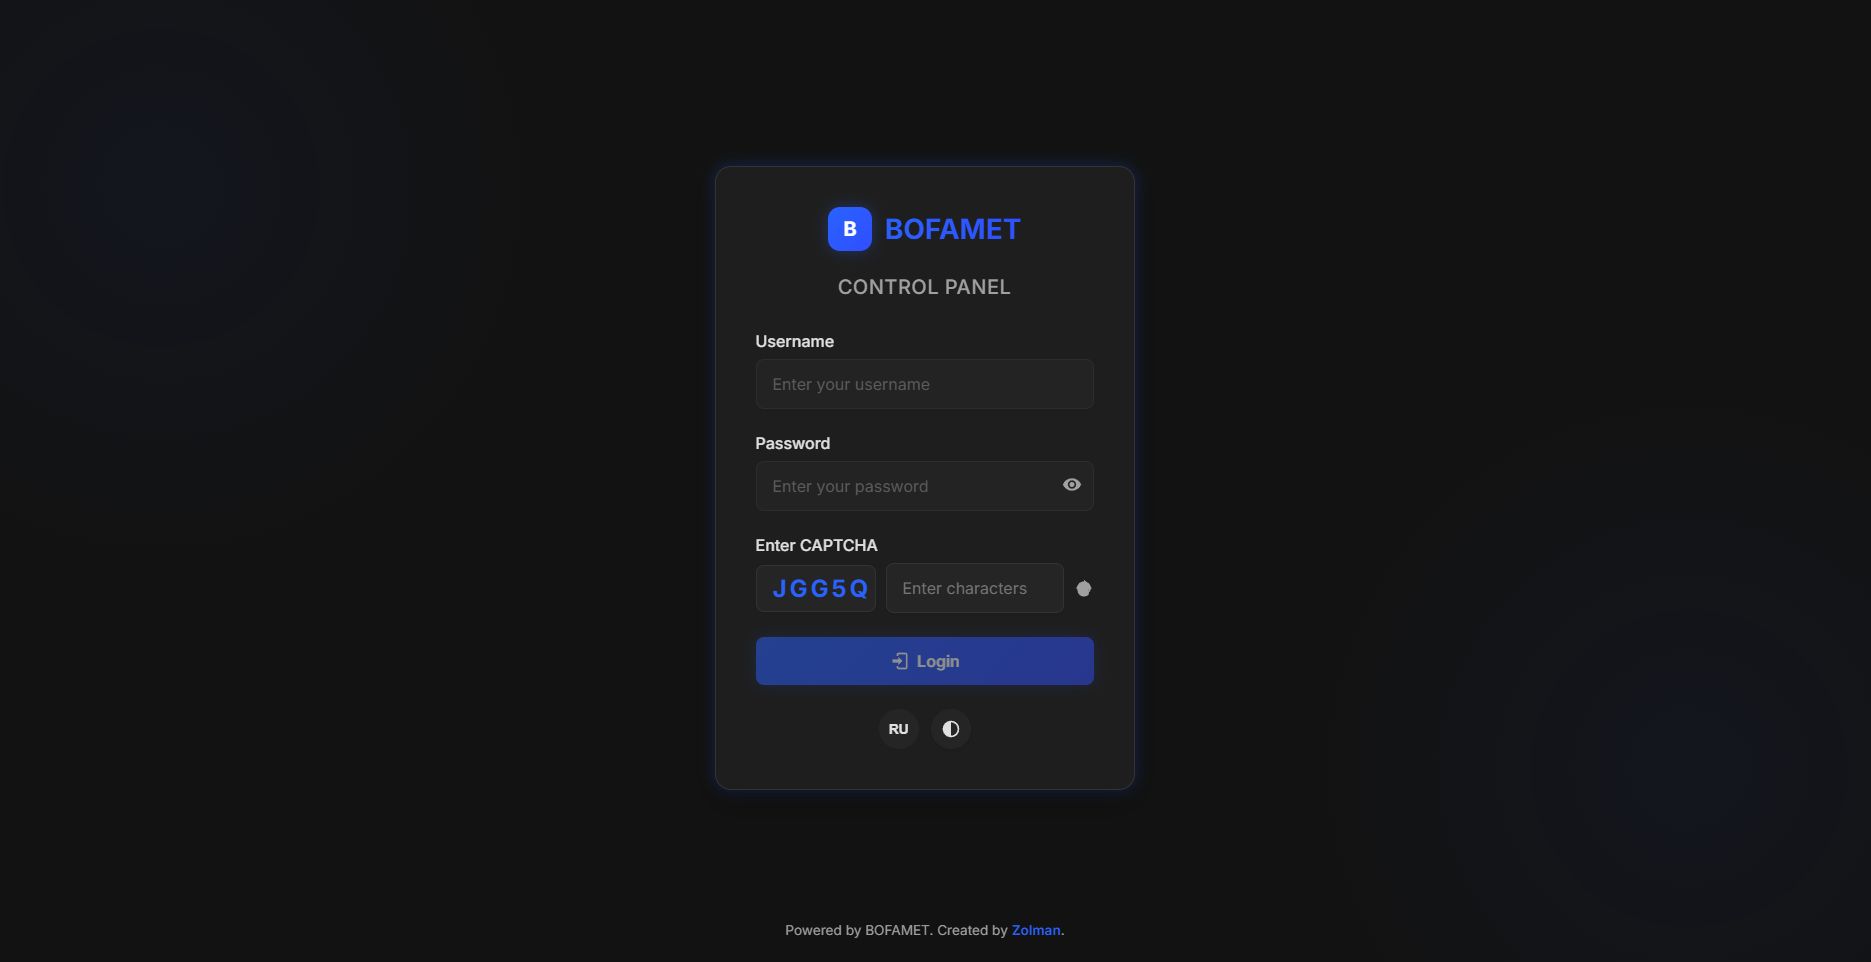 B BOFAMET
CONTROL PANEL
Username
Enter your username
Password
Enter your password
Enter CAPTCHA
JGG5Q Enter characters
Login
RU
Powered by BOFAMET. Created by Zolman.